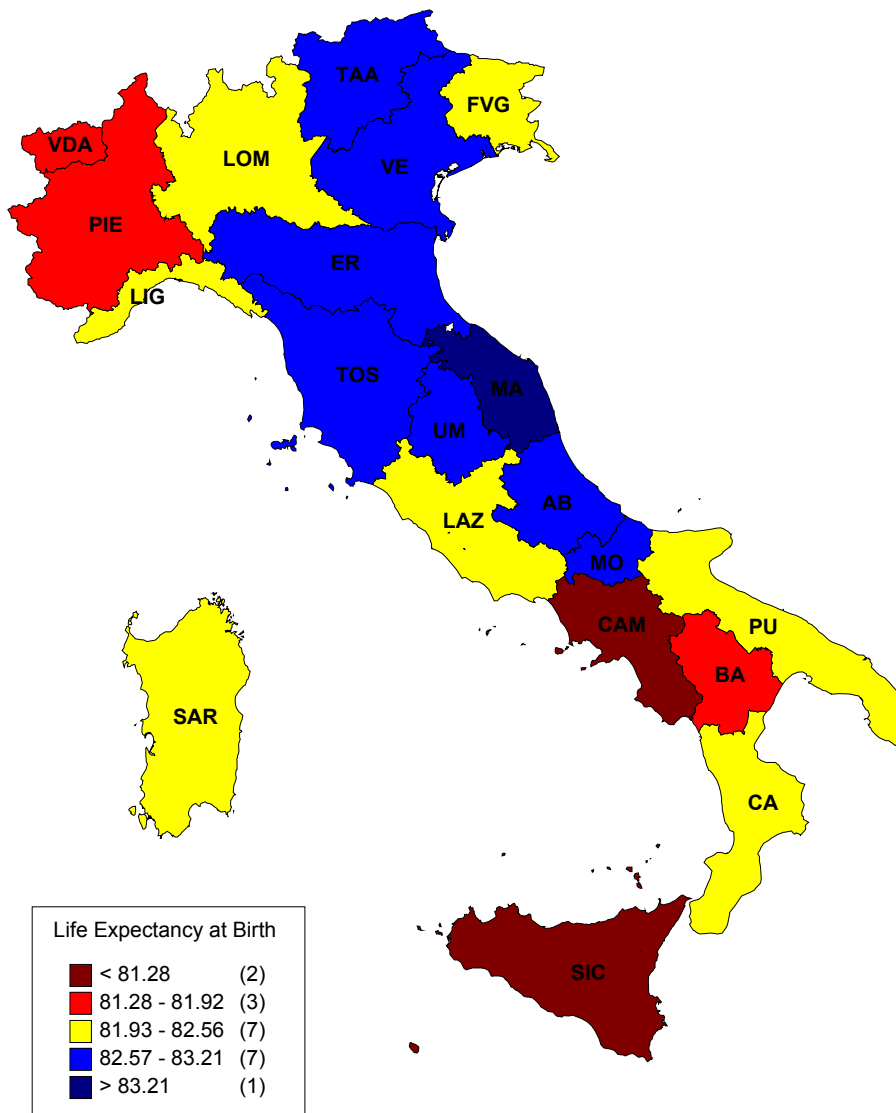 TAA
FVG
VDA
LOM
VE
PIE
ER
LIG
TOS
MA
UM
AB
LAZ
MO
CAM
PU
BA
SAR
CA
SIC
Life Expectancy at Birth
< 81.28 (2)
81.28 - 81.92 (3)
81.93 - 82.56 (7)
82.57 - 83.21 (7)
> 83.21 (1)